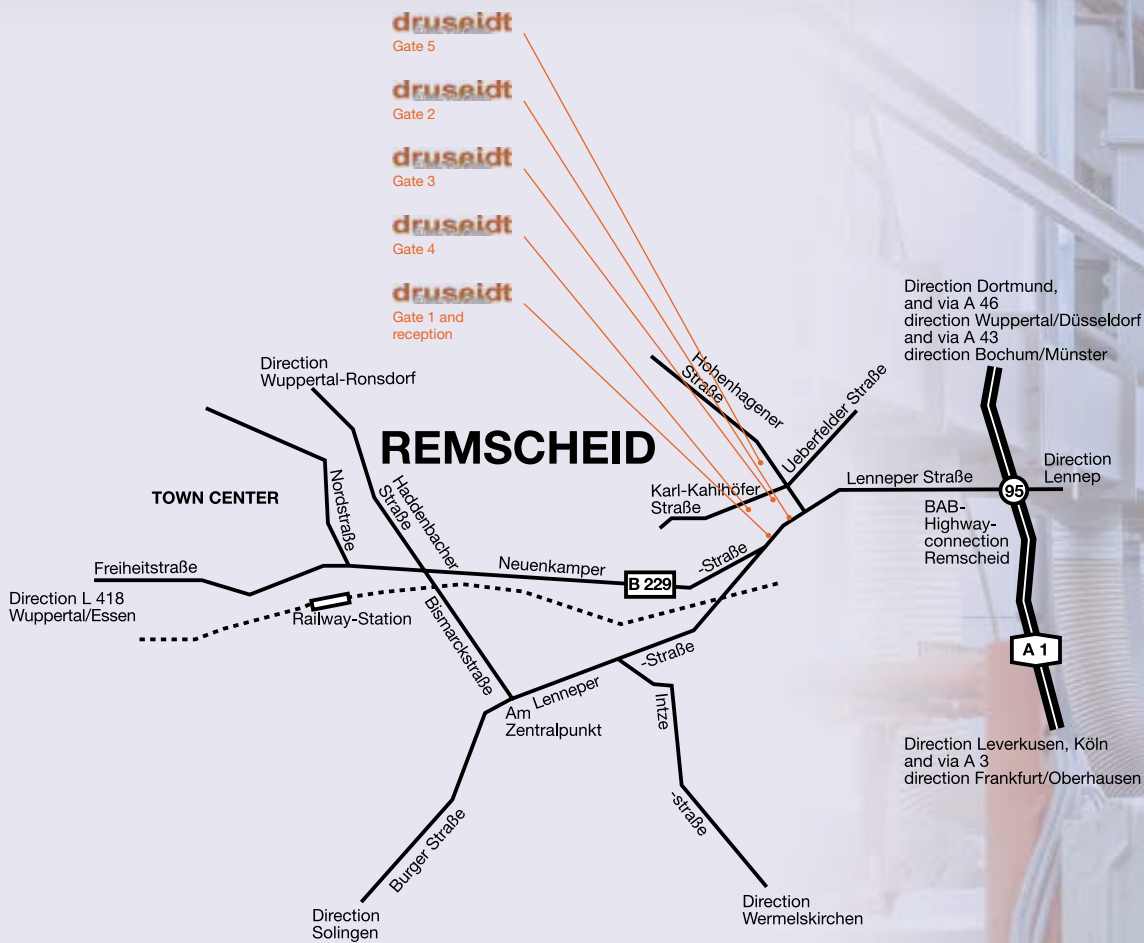 druseidt
Gate 5
druseidt
Gate 2
druseidt
Gate 3
druseidt
Gate 4
druseidt
Gate 1 and
reception
Direction Dortmund,
and via A 46
direction Wuppertal/Düsseldorf
and via A 43
direction Bochum/Münster
Direction
Wuppertal-Ronsdorf
Hohenhagener
Straße
Ueberfelder Straße
REMSCHEID
TOWN CENTER
Nordstraße
Haddenbacher
Straße
Karl-Kahlhöfer
Straße
Lenneper Straße
Direction
Lennep
95
BAB-
Highway-
connection
Remscheid
Freiheitstraße
Neuenkamper
-Straße
B 229
Direction L 418
Wuppertal/Essen
Railway-Station
Bismarckstraße
A 1
Lenneper
-Straße
Am
Zentralpunkt
Intze
-straße
Direction Leverkusen, Köln
and via A 3
direction Frankfurt/Oberhausen
Burger Straße
Direction
Solingen
Direction
Wermelskirchen